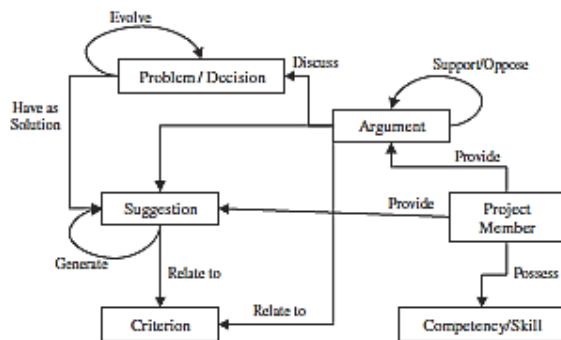 Evolve
Problem / Decision
Discuss
Support/Oppose
Have as
Solution
Argument
Provide
Suggestion
Provide
Project
Member
Generate
Relate to
Possess
Criterion
Relate to
Competency/Skill